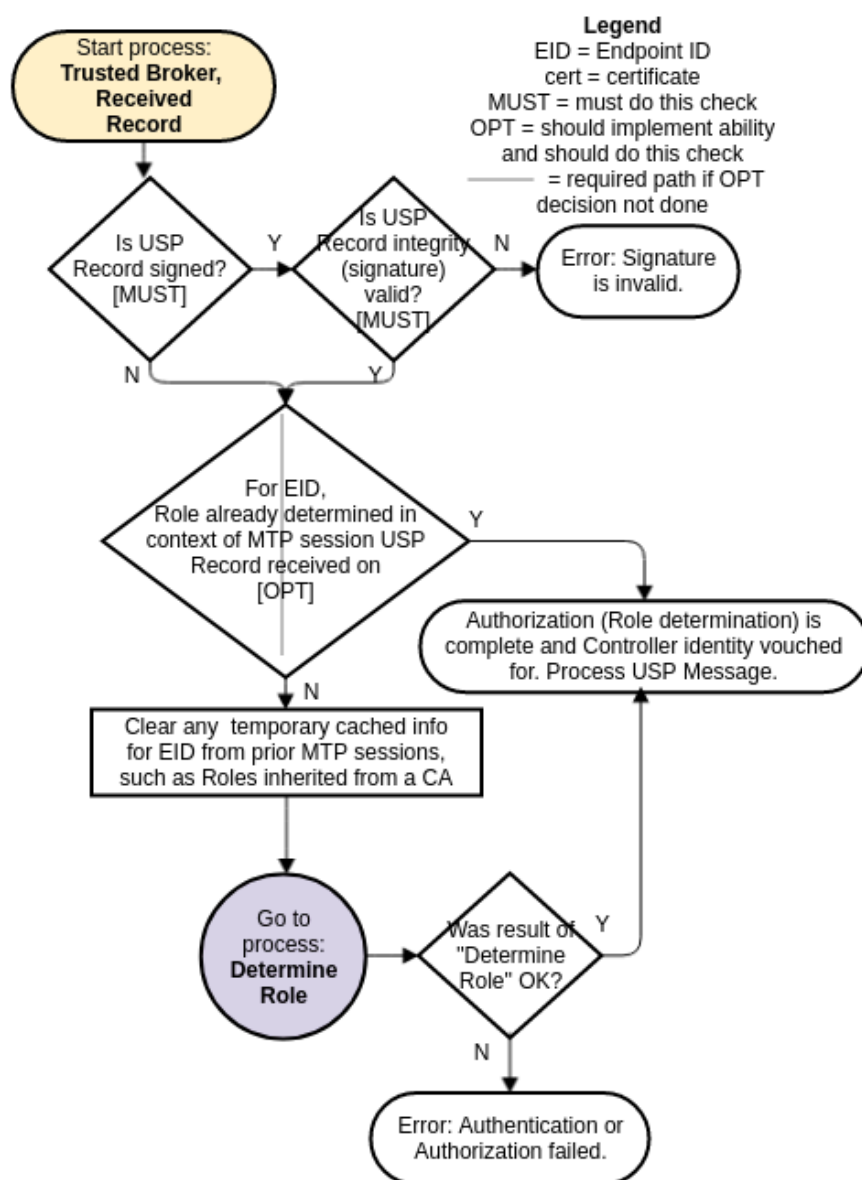 Start process:
Trusted Broker,
Received
Record
Legend
EID = Endpoint ID
cert = certificate
MUST = must do this check
OPT = should implement ability
and should do this check
= required path if OPT
decision not done
Is USP
Record signed?
[MUST]
Y
Is USP
Record integrity
(signature)
valid?
[MUST]
N
Error: Signature
is invalid.
N
Y
For EID,
Role already determined in
context of MTP session USP
Record received on
[OPT]
Y
Authorization (Role determination) is
complete and Controller identity vouched
for. Process USP Message.
N
Clear any  temporary cached info
for EID from prior MTP sessions,
such as Roles inherited from a CA
Go to
process:
Determine
Role
Was result of
"Determine
Role" OK?
Y
N
Error: Authentication or
Authorization failed.